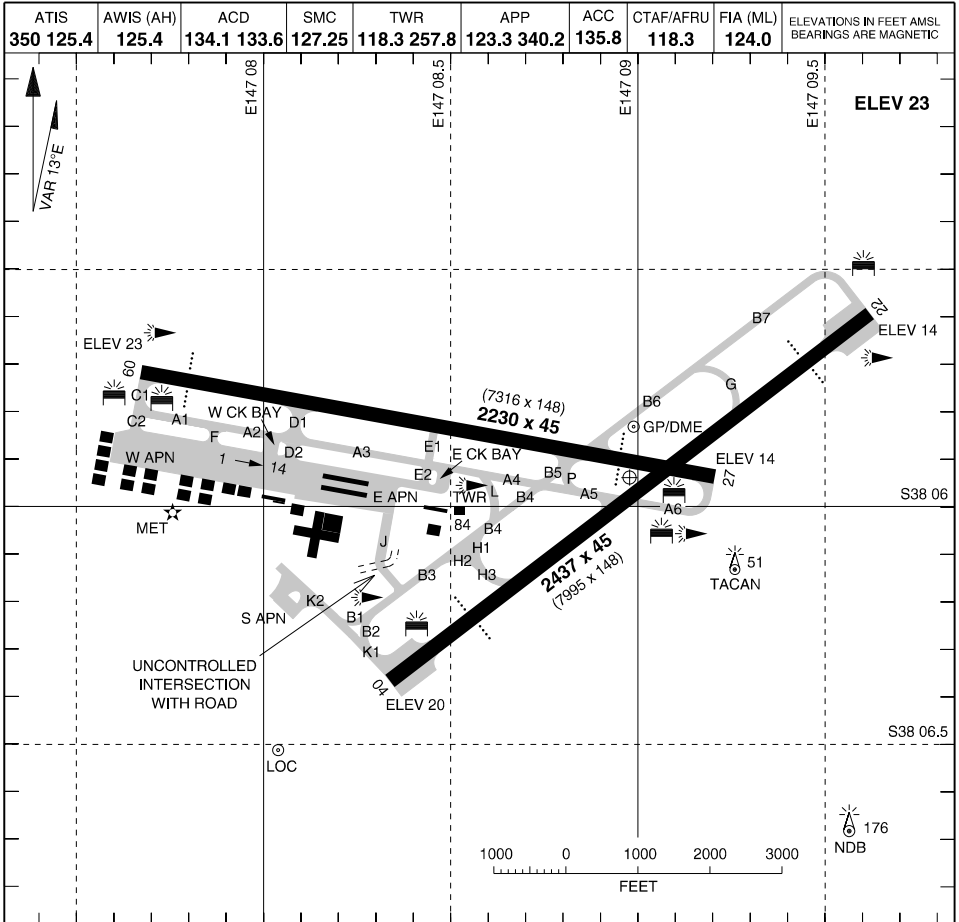 ATIS
350 125.4
AWIS (AH)
125.4
ACD
134.1 133.6
SMC
127.25
TWR
118.3 257.8
APP
123.3 340.2
ACC
135.8
CTAF/AFRU
118.3
FIA (ML)
124.0
ELEVATIONS IN FEET AMSL
BEARINGS ARE MAGNETIC
E147 08
E147 08.5
E147 09
E147 09.5
ELEV 23
VAR 13°E
22
B7
ELEV 14
ELEV 23
09
G
C1
B6
(7316 x 148)
2230 x 45
W CK BAY
A1
C2
D1
GP/DME
A2
F
E1
D2
A3
E CK BAY
ELEV 14
W APN
1
14
27
E2
B5
P
A4
E APN
TWR
L
B4
A5
S38 06
A6
MET
84
B4
J
H1
2437 x 45
(7995 x 148)
H2
51
TACAN
B3
H3
K2
S APN
B1
B2
K1
UNCONTROLLED
INTERSECTION
WITH ROAD
04
ELEV 20
S38 06.5
LOC
176
NDB
1000
0
1000
2000
3000
FEET